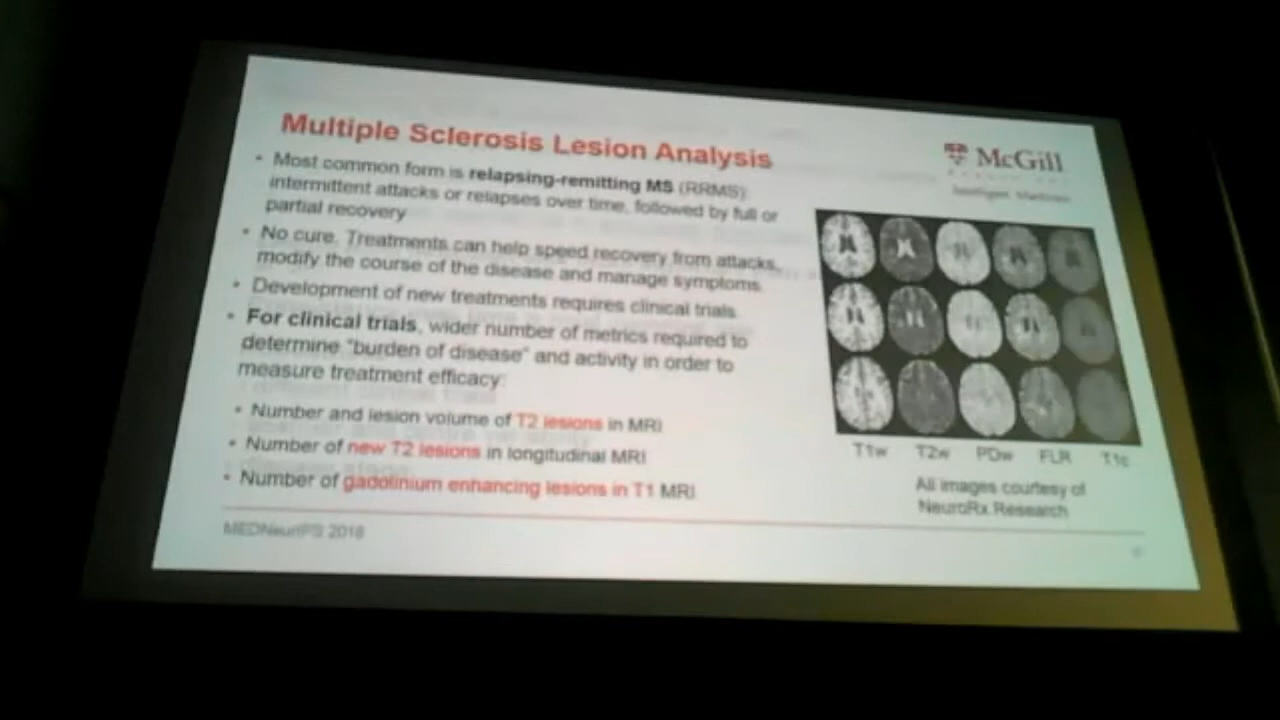 Multiple Sclerosis Lesion Analysis
McGill
• Most common form is relapsing-remitting MS (RRMS):
intermittent attacks or relapses over time, followed by full or
partial recovery
• No cure. Treatments can help speed recovery from attacks,
modify the course of the disease and manage symptoms.
• Development of new treatments requires clinical trials.
• For clinical trials, wider number of metrics required to
determine "burden of disease" and activity in order to
measure treatment efficacy:
• Number and lesion volume of T2 lesions in MRI
• Number of new T2 lesions in longitudinal MRI
• Number of gadolinium enhancing lesions in T1 MRI
T1w T2w PDw FLR T1c
All images courtesy of
NeuroRx Research
MEDNeurIPS 2018